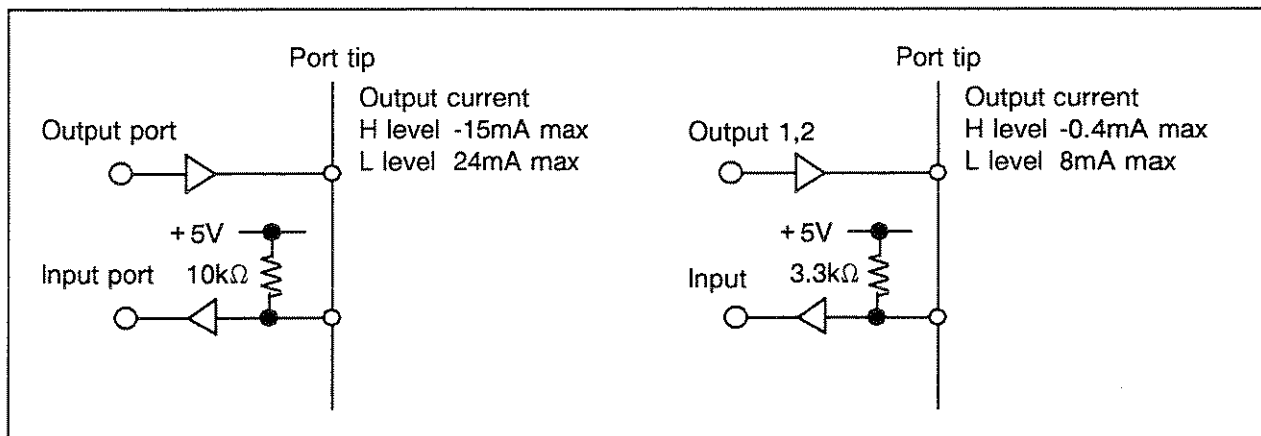 Port tip
Output current
H level -15mA max
L level 24mA max
Output port
+5V
10kΩ
Input port
Port tip
Output current
H level -0.4mA max
L level 8mA max
Output 1,2
+5V
3.3kΩ
Input